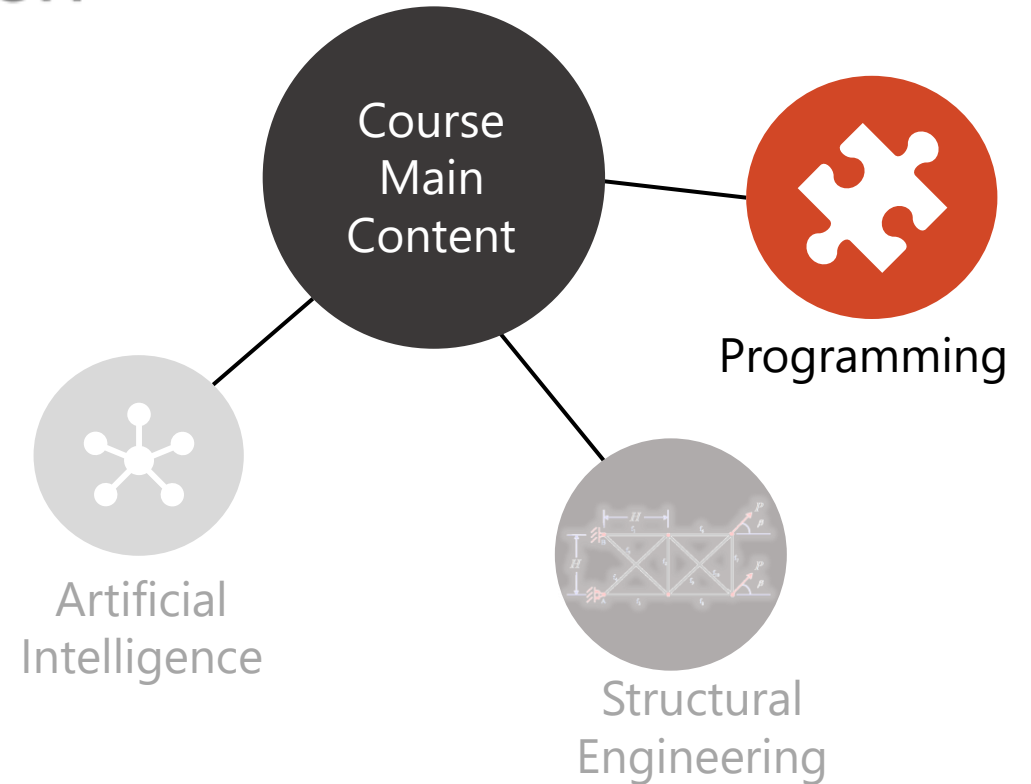 Course
Main
Content
Programming
H
P
β
H
P
β
Artificial
Intelligence
Structural
Engineering